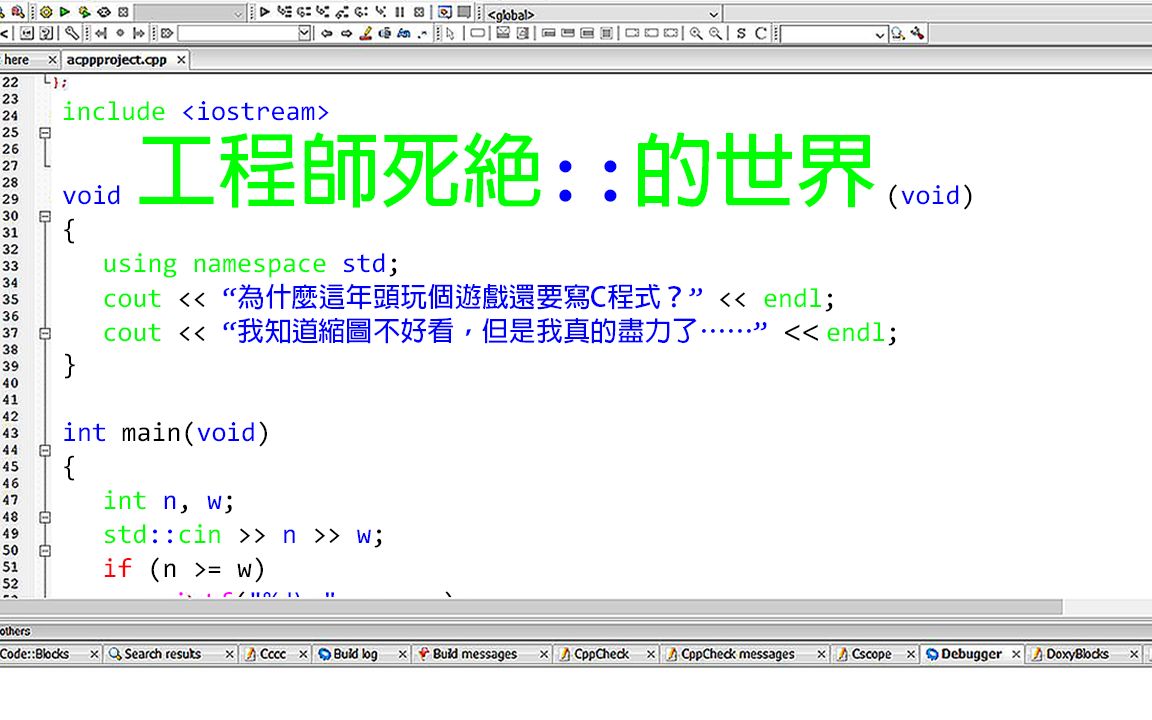 <global>
here
acppproject.cpp
22 };
23
24 include <iostream>
25
26
27
28 工程師死絕::的世界
29 void (void)
30
31 {
32
33 using namespace std;
34
35 cout << “為什麼這年頭玩個遊戲還要寫C程式？” << endl;
36
37 cout << “我知道縮圖不好看，但是我真的盡力了……” << endl;
38
39 }
40
41
42
43 int main(void)
44
45 {
46
47 int n, w;
48
49 std::cin >> n >> w;
50
51 if (n >= w)
52
others
Code::Blocks Search results Cccc Build log Build messages CppCheck CppCheck messages Cscope Debugger DoxyBlocks